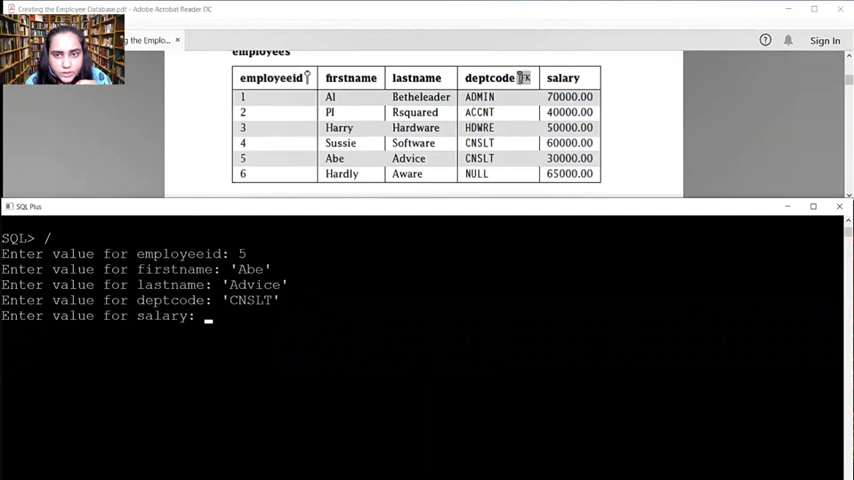 Creating the Employee Database.pdf - Adobe Acrobat Reader DC
ng the Emplo... ×
Sign In
employees
employeeid firstname lastname deptcode FK salary
1 Al Betheleader ADMIN 70000.00
2 PI Rsquared ACCNT 40000.00
3 Harry Hardware HDWRE 50000.00
4 Sussie Software CNSLT 60000.00
5 Abe Advice CNSLT 30000.00
6 Hardly Aware NULL 65000.00
SQL Plus
SQL> /
Enter value for employeeid: 5
Enter value for firstname: 'Abe'
Enter value for lastname: 'Advice'
Enter value for deptcode: 'CNSLT'
Enter value for salary: _